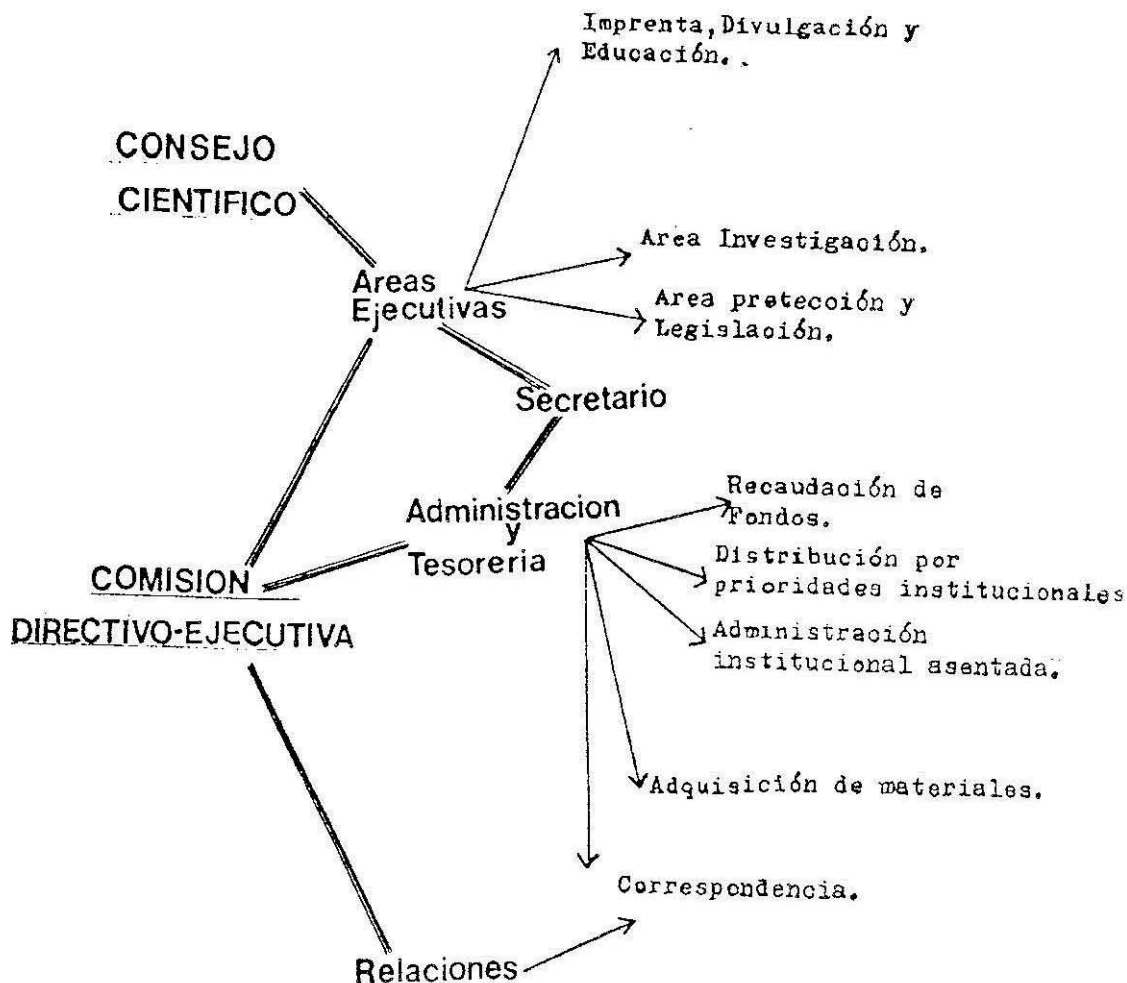 Imprenta, Divulgación y
Educación.
CONSEJO
CIENTIFICO
Area Investigación.
Areas
Ejecutivas
Area protección y
Legislación.
Secretario
Recaudación de
Fondos.
Administracion
y
Tesoreria
Distribución por
prioridades institucionales
COMISION
DIRECTIVO-EJECUTIVA
Administración
institucional asentada.
Adquisición de materiales.
Correspondencia.
Relaciones